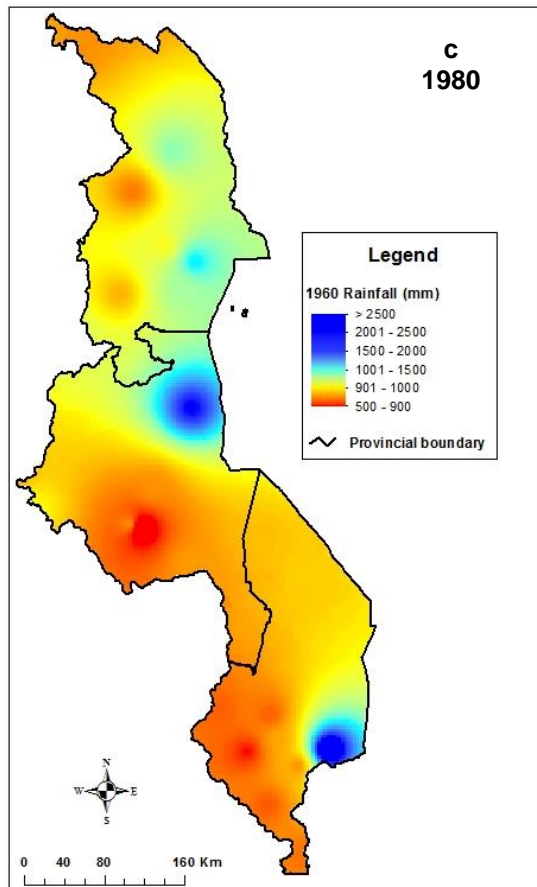 c
1980
Legend
1960 Rainfall (mm)
> 2500
2001 - 2500
1500 - 2000
1001 - 1500
901 - 1000
500 - 900
Provincial boundary
N
W E
S
0 40 80 160 Km